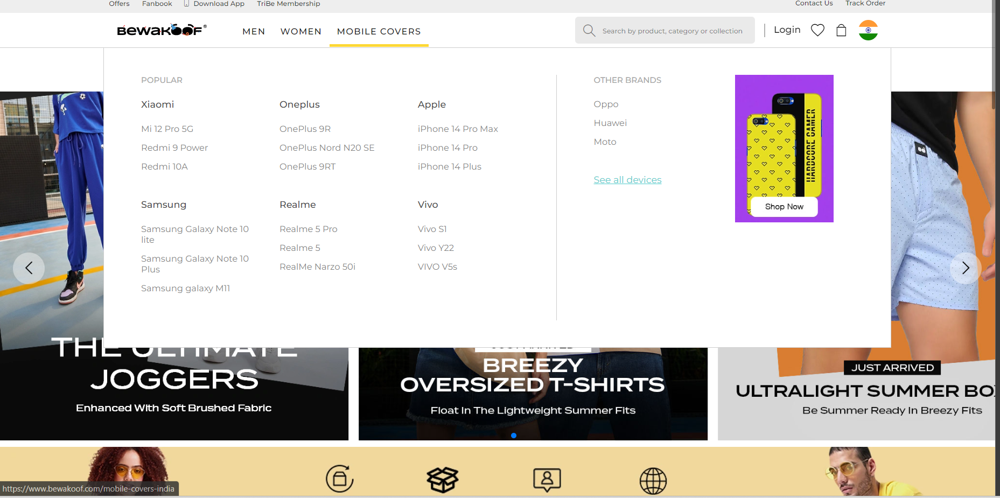 Offers Fanbook Download App TriBe Membership Contact Us Track Order
BEWAKOOF® MEN WOMEN MOBILE COVERS Search by product, category or collection Login
POPULAR
Xiaomi Oneplus Apple
Mi 12 Pro 5G OnePlus 9R iPhone 14 Pro Max
Redmi 9 Power OnePlus Nord N20 SE iPhone 14 Pro
Redmi 10A OnePlus 9RT iPhone 14 Plus
Samsung Realme Vivo
Samsung Galaxy Note 10 Realme 5 Pro Vivo S1
lite
Samsung Galaxy Note 10 Realme 5 Vivo Y22
Plus
Samsung galaxy M11 RealMe Narzo 50i VIVO V5s
OTHER BRANDS
Oppo
Huawei
Moto
See all devices
HARDCORE GAMER
Shop Now
THE ULTIMATE
JOGGERS
Enhanced With Soft Brushed Fabric
BREEZY
OVERSIZED T-SHIRTS
Float In The Lightweight Summer Fits
JUST ARRIVED
ULTRALIGHT SUMMER BO
Be Summer Ready In Breezy Fits
https://www.bewakoof.com/mobile-covers-india